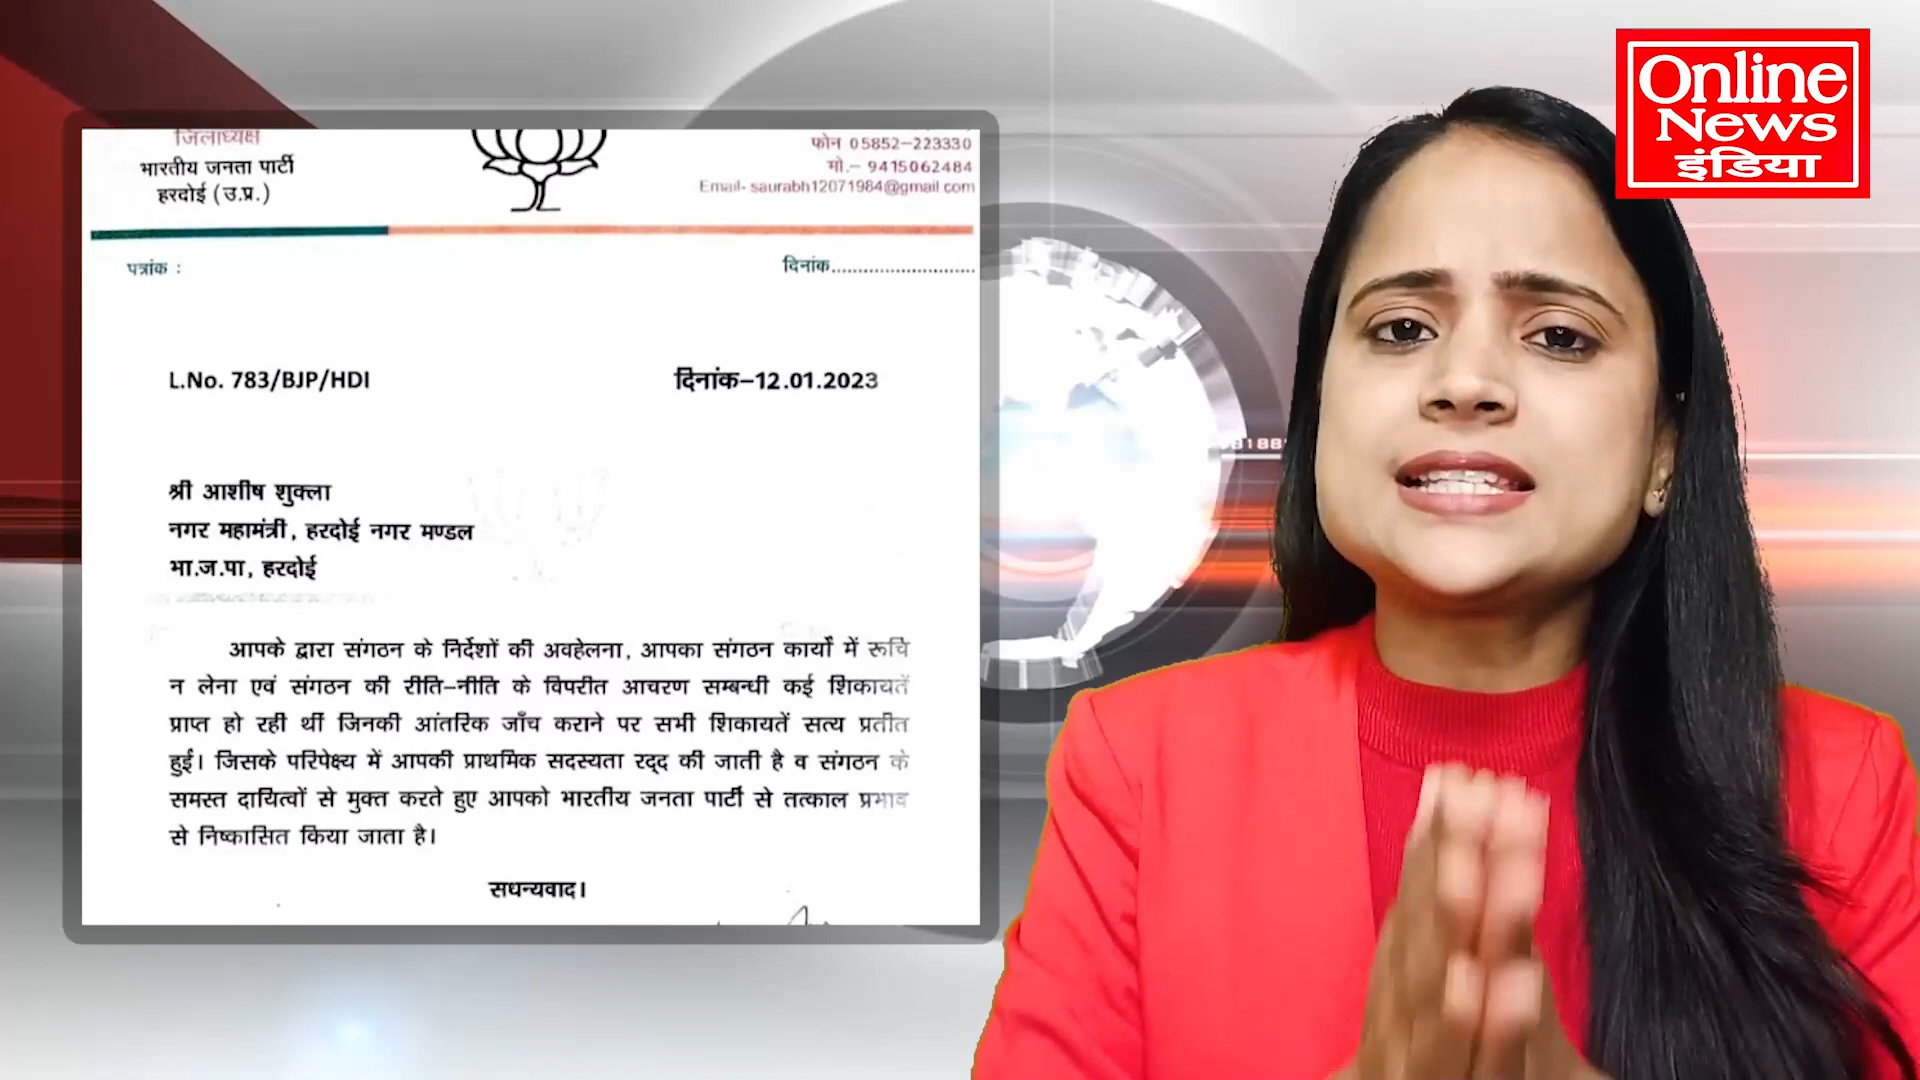 जिलाध्यक्ष
भारतीय जनता पार्टी
हरदोई (उ.प्र.)
फोन 05852–223330
मो.– 9415062484
Email- saurabh12071984@gmail.com
पत्रांक :
दिनांक............................
L.No. 783/BJP/HDI
दिनांक–12.01.2023
श्री आशीष शुक्ला
नगर महामंत्री, हरदोई नगर मण्डल
भा.ज.पा, हरदोई
आपके द्वारा संगठन के निर्देशों की अवहेलना, आपका संगठन कार्यो में रूचि
न लेना एवं संगठन की रीति–नीति के विपरीत आचरण सम्बन्धी कई शिकायतें
प्राप्त हो रही थीं जिनकी आंतरिक जाँच कराने पर सभी शिकायतें सत्य प्रतीत
हुई। जिसके परिपेक्ष्य में आपकी प्राथमिक सदस्यता रद्द की जाती है व संगठन के
समस्त दायित्वों से मुक्त करते हुए आपको भारतीय जनता पार्टी से तत्काल प्रभाव
से निष्कासित किया जाता है।
सधन्यवाद।
Online
News
इंडिया